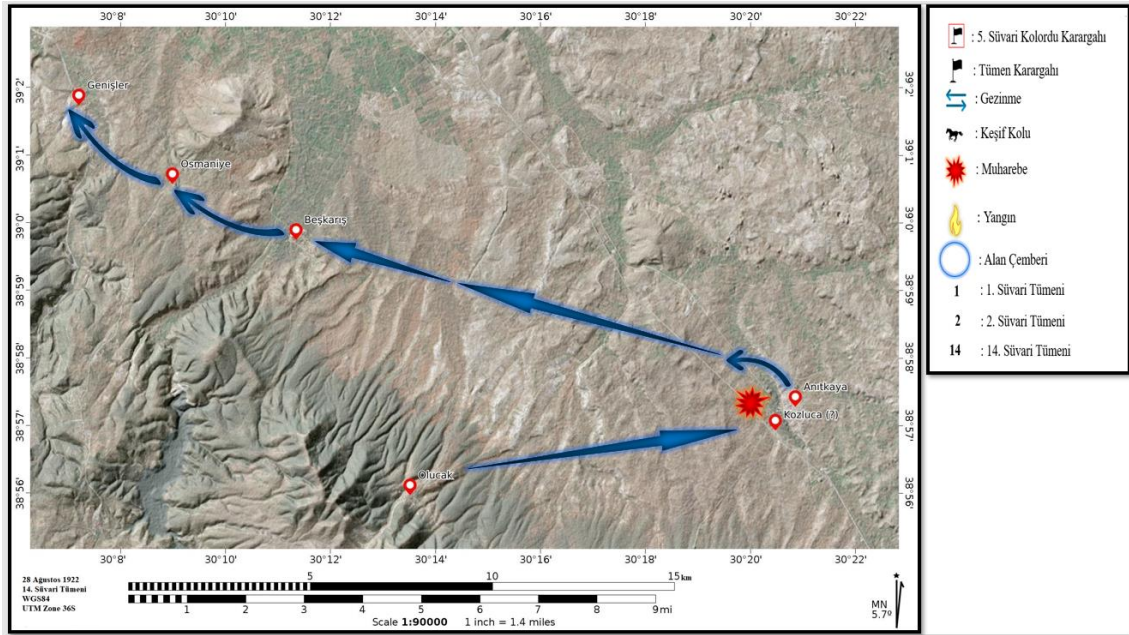 30°8'
30°10'
30°12'
30°14'
30°16'
30°18'
30°20'
30°22'
39°2'
39°2'
Genişler
39°1'
39°1'
Osmaniye
39°0'
39°0'
Beşkarış
38°59'
38°59'
38°58'
38°58'
Anıtkaya
Kozluca (?)
38°57'
38°57'
Olucak
38°56'
38°56'
30°8'
30°10'
30°12'
30°14'
30°16'
30°18'
30°20'
30°22'
28 Ağustos 1922
14. Süvari Tümeni
WGS84
UTM Zone 36S
5
10
15 km
1
2
3
4
5
6
7
8
9 mi
Scale 1:90000 1 inch = 1.4 miles
MN
5.7º
: 5. Süvari Kolordu Karargahı
: Tümen Karargahı
: Gezinme
: Keşif Kolu
: Muharebe
: Yangın
: Alan Çemberi
1 : 1. Süvari Tümeni
2 : 2. Süvari Tümeni
14 : 14. Süvari Tümeni